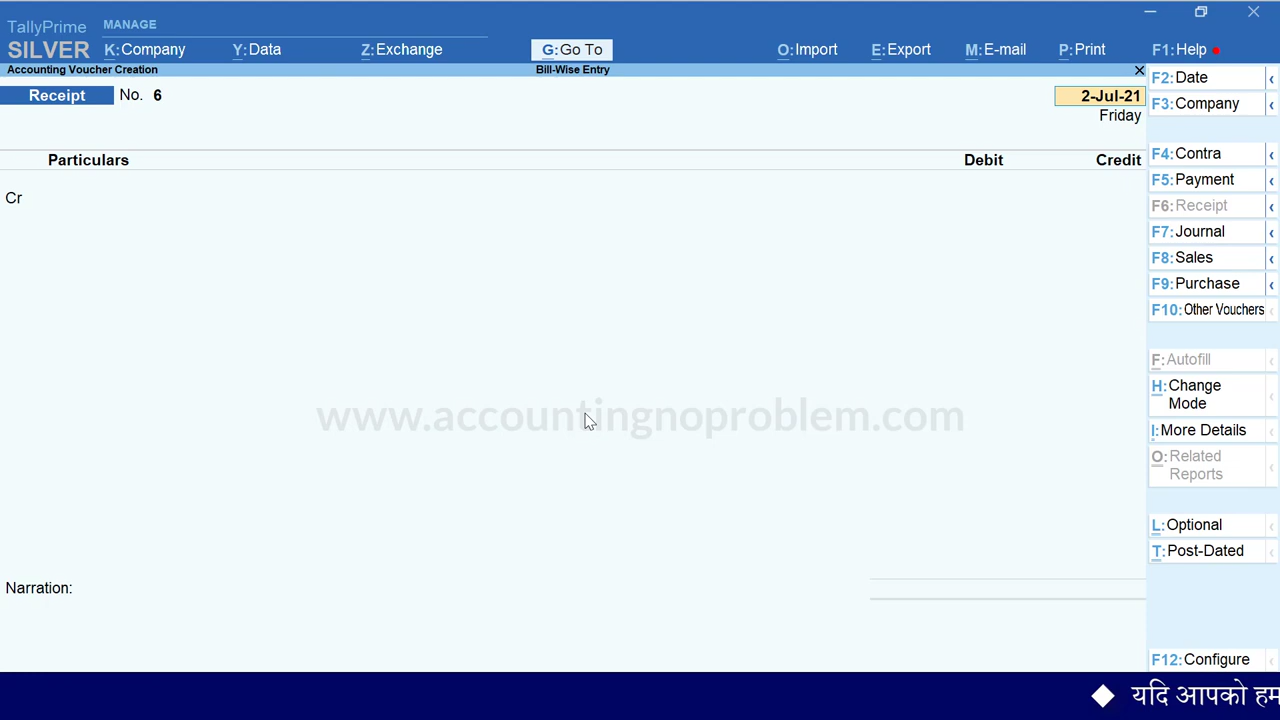 TallyPrime MANAGE
SILVER K:Company Y:Data Z:Exchange G:Go To O:Import E:Export M:E-mail P:Print F1:Help
Accounting Voucher Creation Bill-Wise Entry
Receipt No. 6 2-Jul-21
Friday
Particulars Debit Credit
Cr
www.accountingnoproblem.com
Narration:
F2:Date
F3:Company
F4:Contra
F5:Payment
F6:Receipt
F7:Journal
F8:Sales
F9:Purchase
F10:Other Vouchers
F:Autofill
H:Change
Mode
I:More Details
O:Related
Reports
L:Optional
T:Post-Dated
F12:Configure
यदि आपको हम